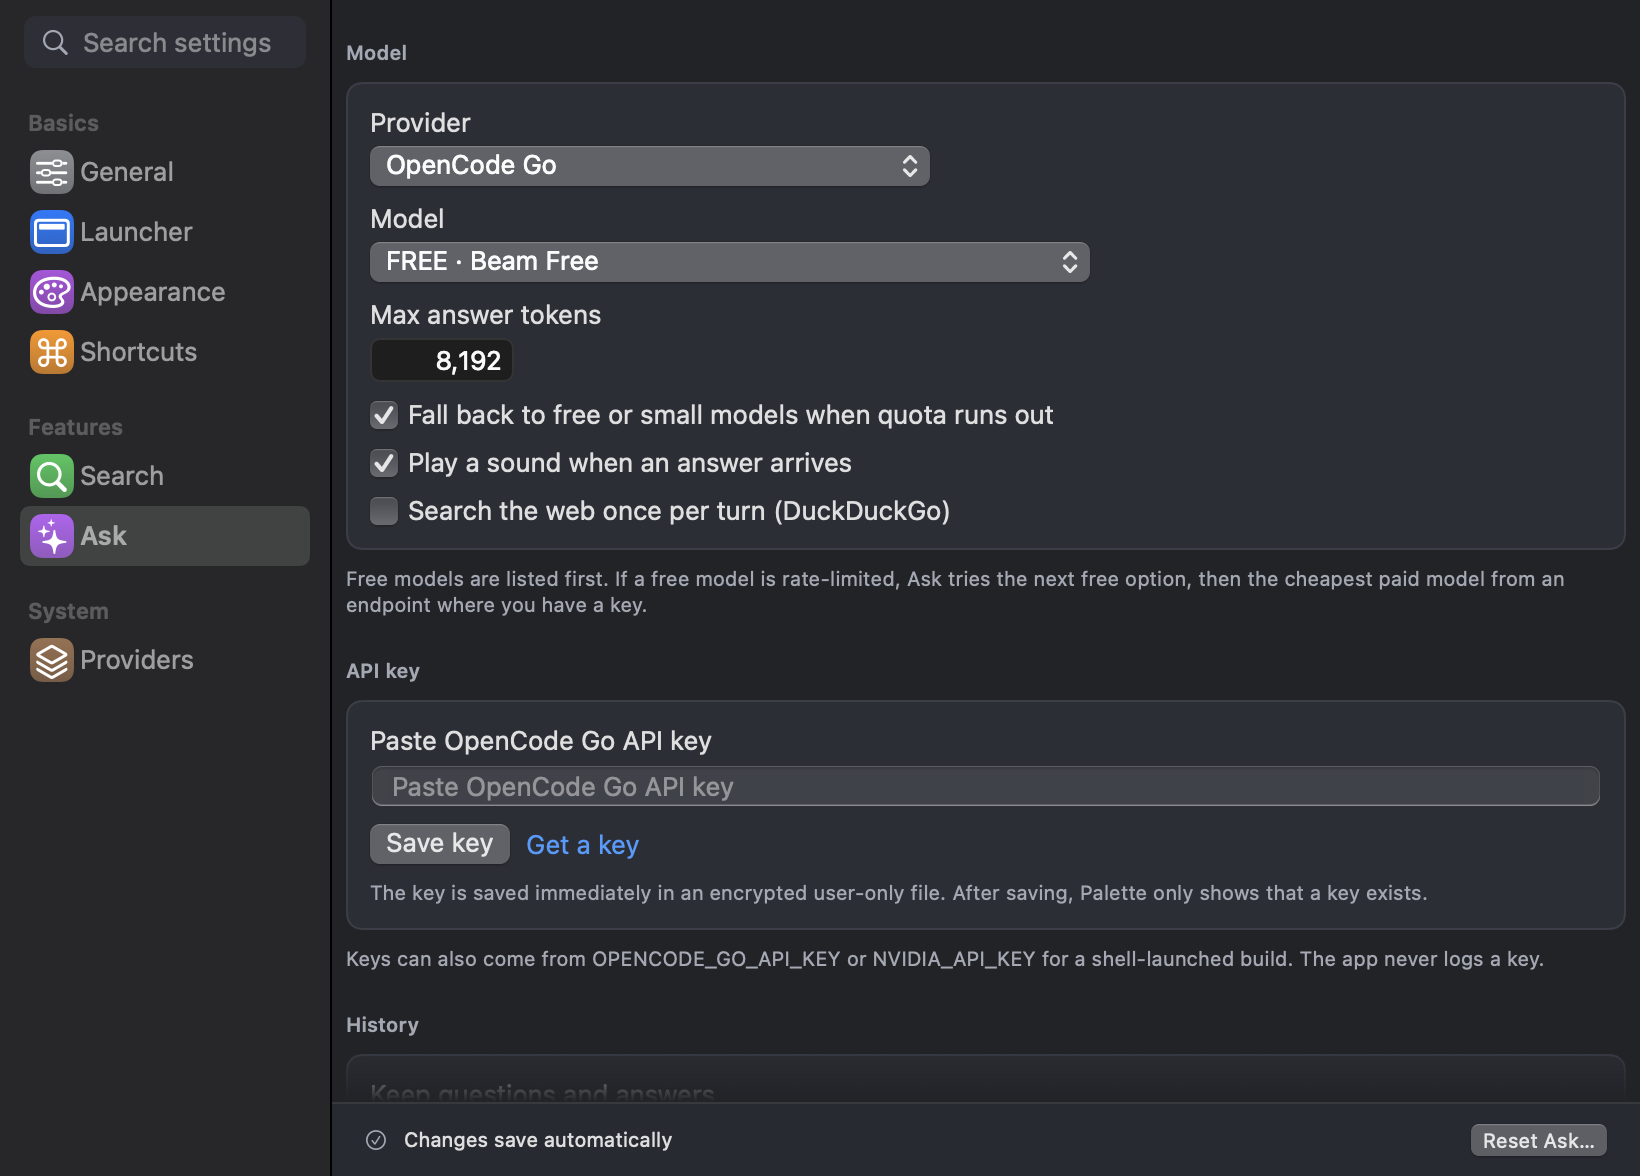 Search settings
Basics
General
Launcher
Appearance
Shortcuts
Features
Search
Ask
System
Providers
Model
Provider
OpenCode Go
Model
FREE · Beam Free
Max answer tokens
8,192
Fall back to free or small models when quota runs out
Play a sound when an answer arrives
Search the web once per turn (DuckDuckGo)
Free models are listed first. If a free model is rate-limited, Ask tries the next free option, then the cheapest paid model from an
endpoint where you have a key.
API key
Paste OpenCode Go API key
Paste OpenCode Go API key
Save key Get a key
The key is saved immediately in an encrypted user-only file. After saving, Palette only shows that a key exists.
Keys can also come from OPENCODE_GO_API_KEY or NVIDIA_API_KEY for a shell-launched build. The app never logs a key.
History
Keep questions and answers
Changes save automatically
Reset Ask...